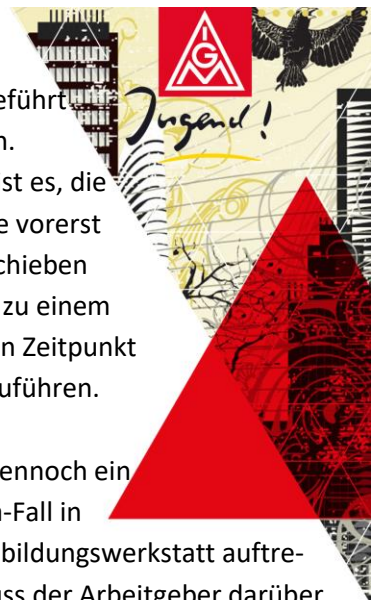 IGM
Jugend!
eführt
n.
st es, die
e vorerst
chieben
zu einem
n Zeitpunkt
uführen.
ennoch ein
-Fall in
bildungswerkstatt auftre-
uss der Arbeitgeber darüber